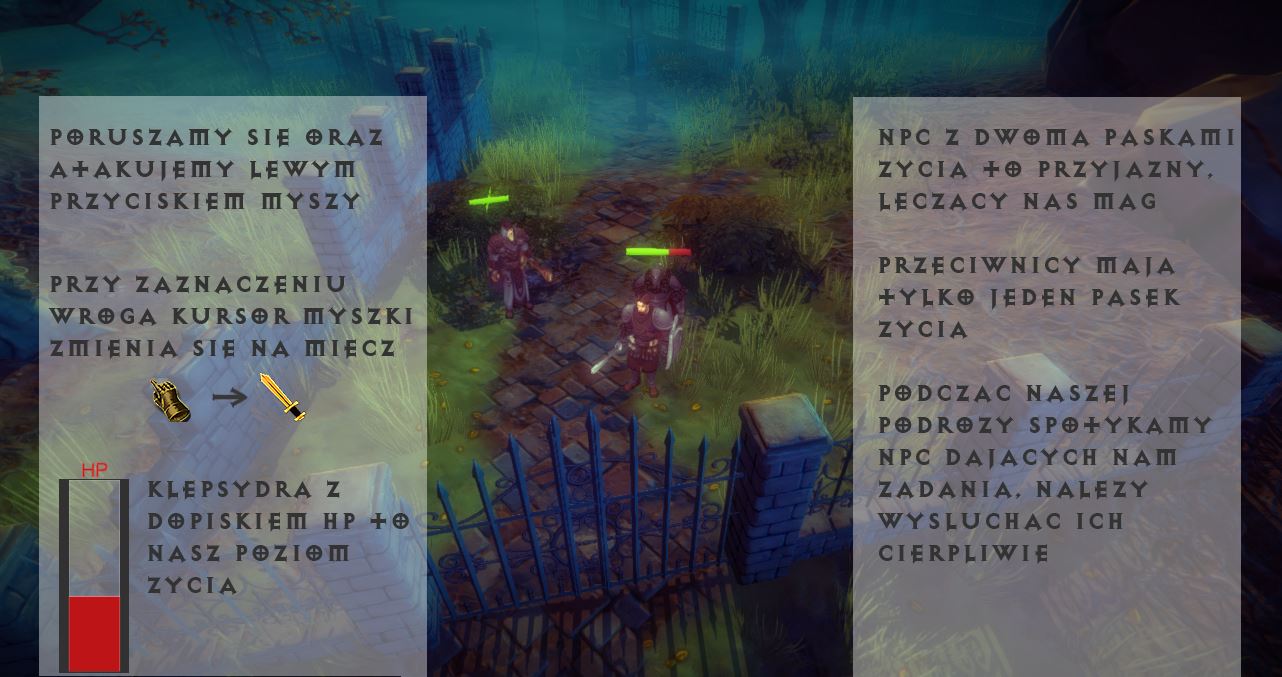 PORUSZAMY SIĘ ORAZ
ATAKUJEMY LEWYM
PRZYCISKIEM MYSZY
PRZY ZAZNACZENIU
WROGA KURSOR MYSZKI
ZMIENIA SIĘ NA MIECZ
HP
KLEPSYDRA Z
DOPISKIEM HP TO
NASZ POZIOM
ZYCIA
NPC Z DWOMA PASKAMI
ZYCIA TO PRZYJAZNY,
LECZACY NAS MAG
PRZECIWNICY MAJA
TYLKO JEDEN PASEK
ZYCIA
PODCZAC NASZEJ
PODROZY SPOTYKAMY
NPC DAJACYCH NAM
ZADANIA, NALEZY
WYSLUCHAC ICH
CIERPLIWIE